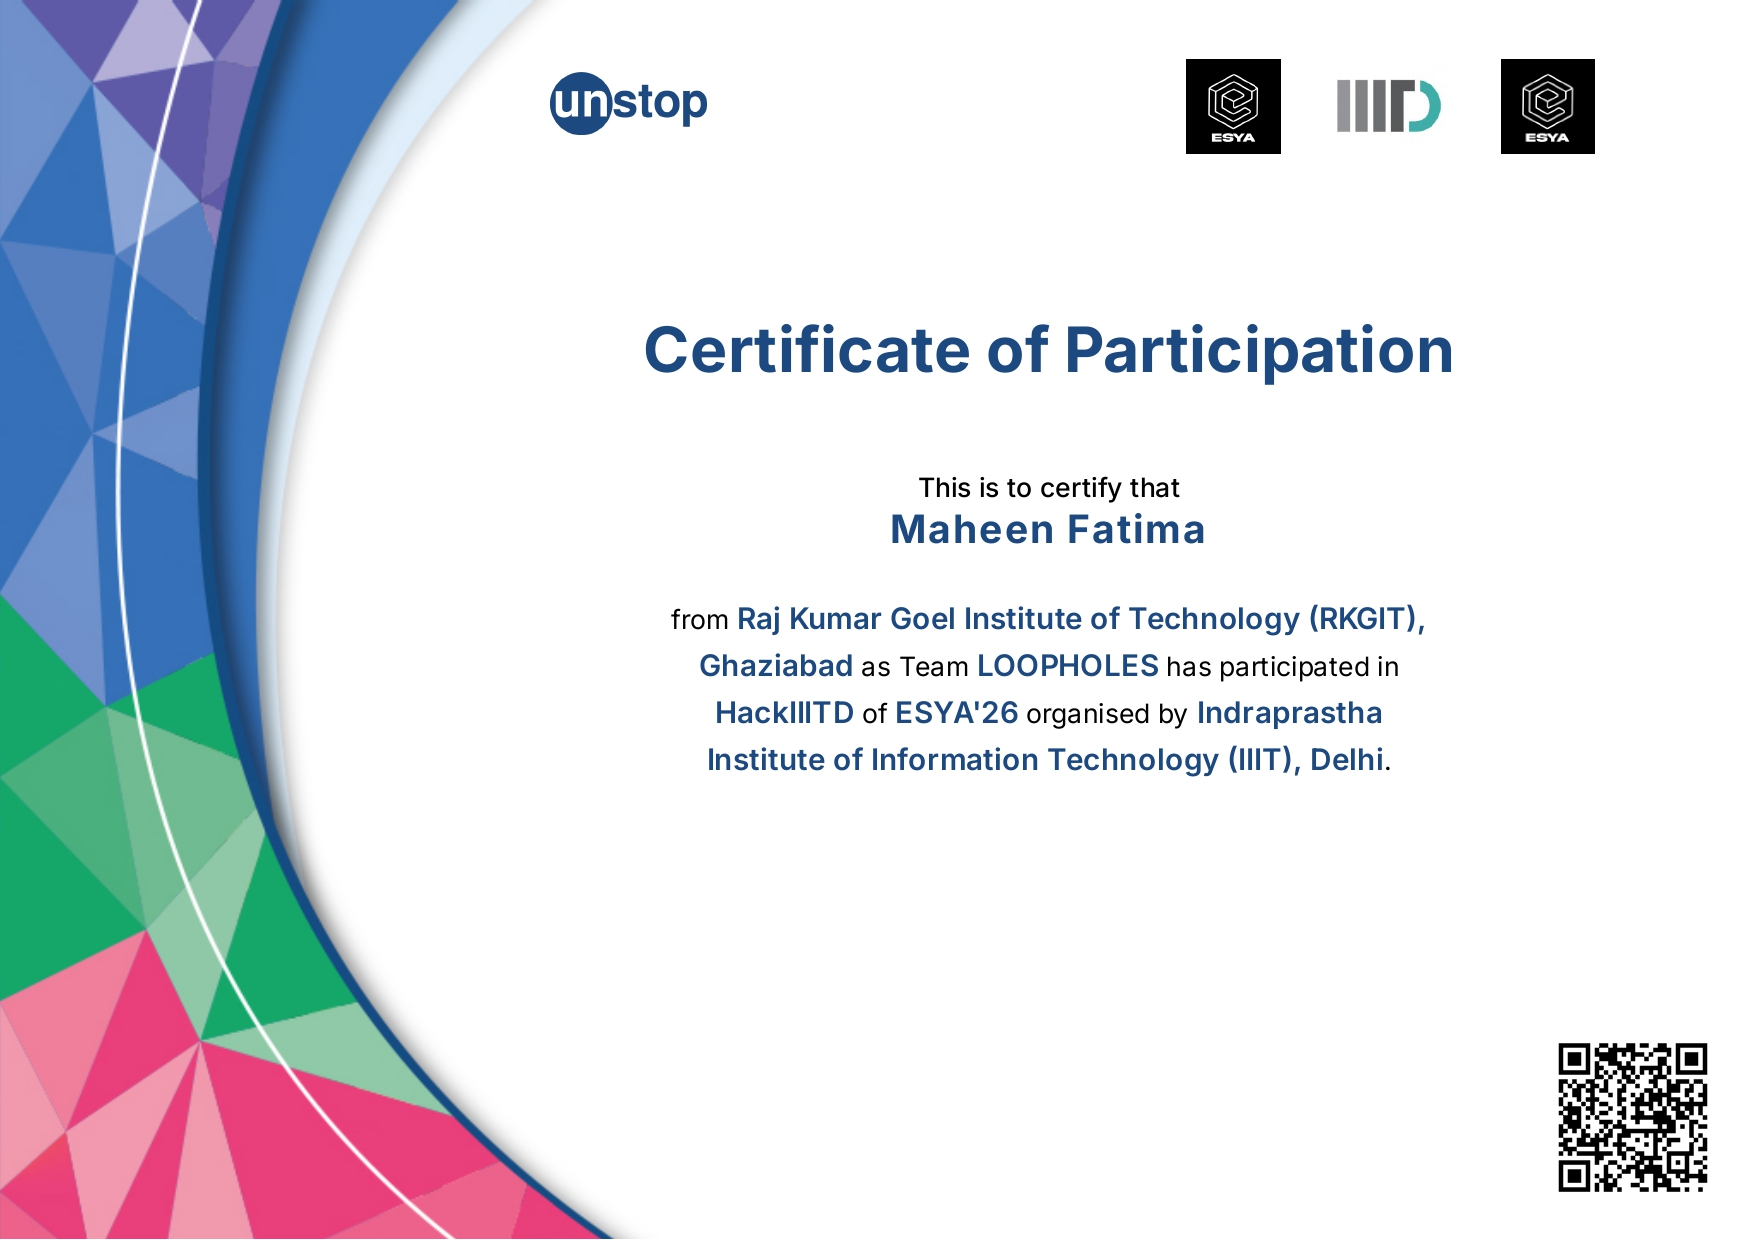 unstop
ESYA
IIITD
ESYA
Certificate of Participation
This is to certify that
Maheen Fatima
from Raj Kumar Goel Institute of Technology (RKGIT),
Ghaziabad as Team LOOPHOLES has participated in
HackIIITD of ESYA'26 organised by Indraprastha
Institute of Information Technology (IIIT), Delhi.